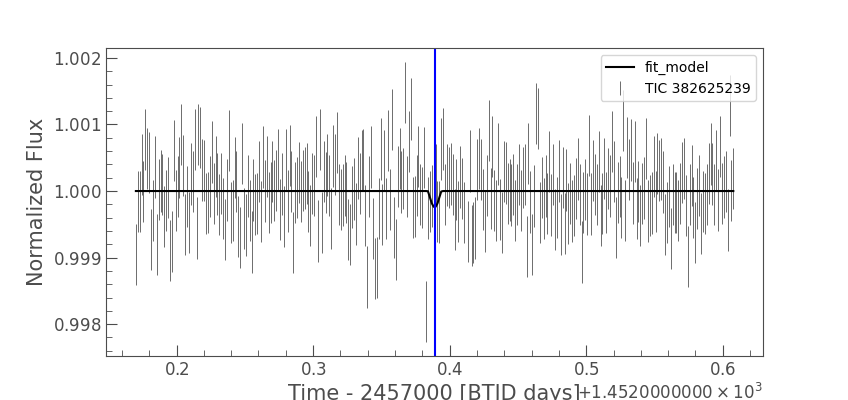 1.002
1.001
1.000
0.999
0.998
Normalized Flux
fit_model
TIC 382625239
0.2 0.3 0.4 0.5 0.6
Time - 2457000 [BTJD days]
+1.4520000000 × 10³